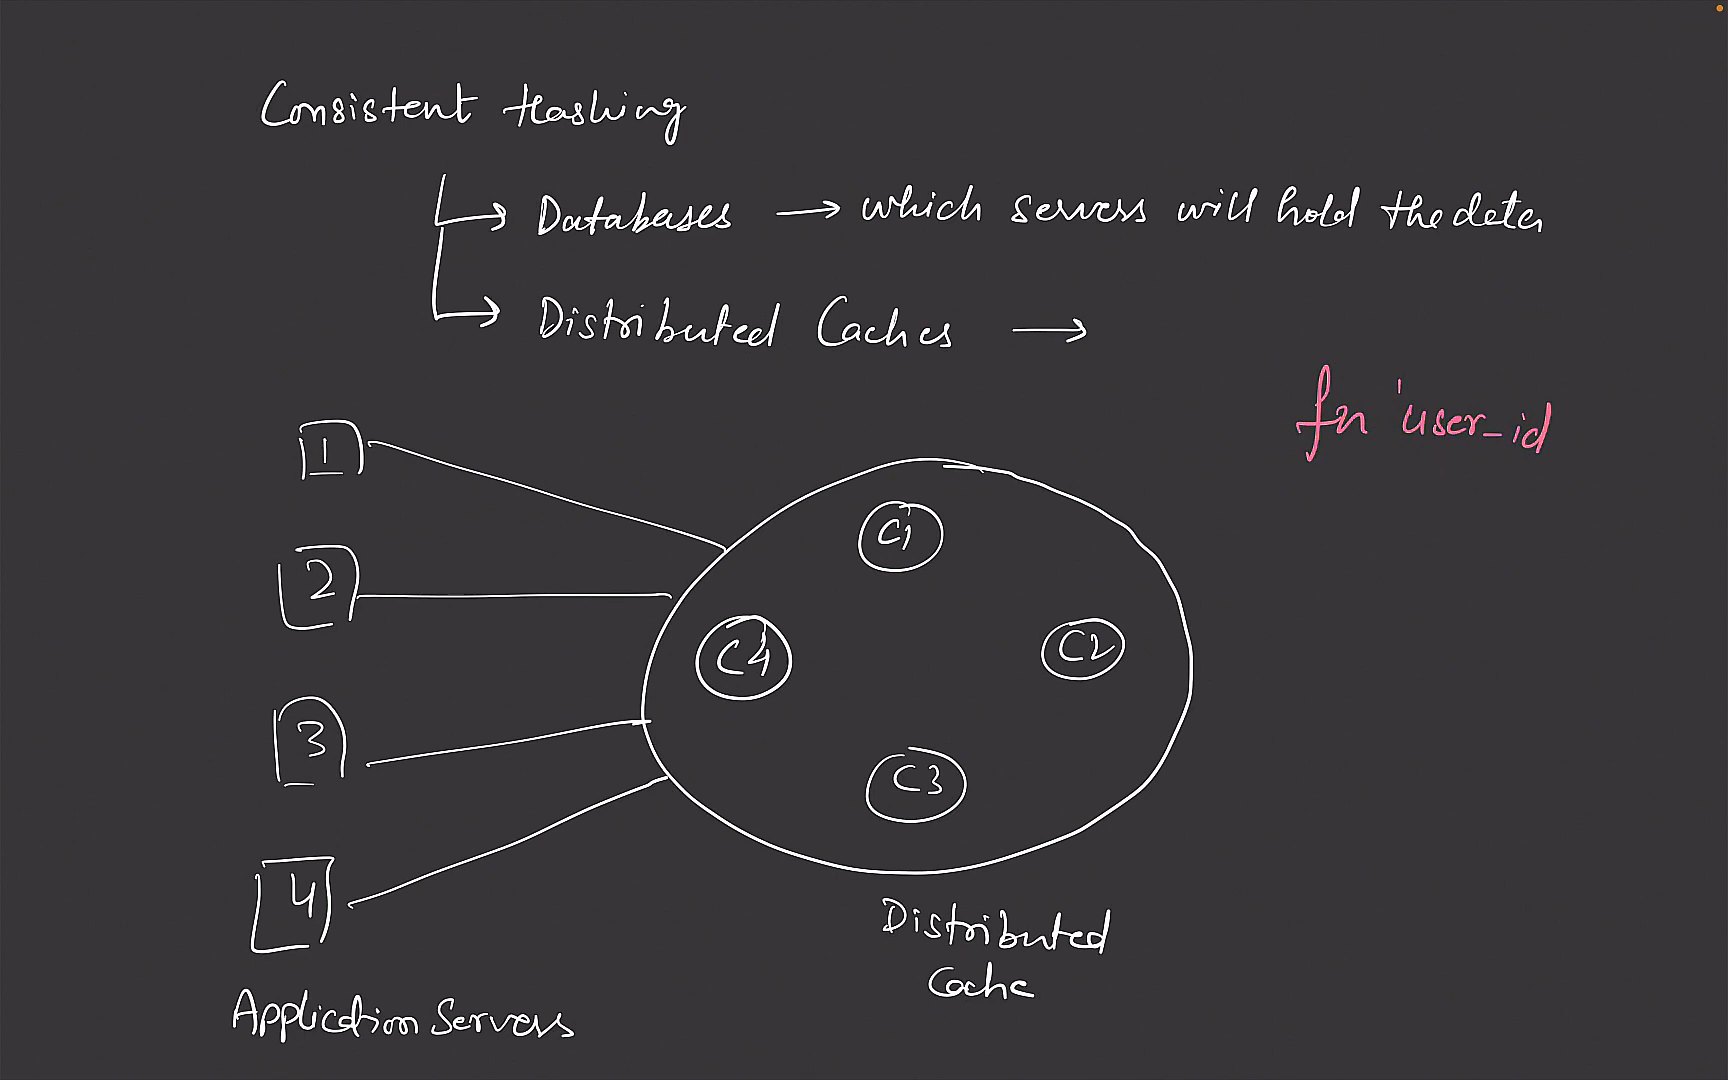 Consistent Hashing
Databases → which servers will hold the data
Distributed Caches →
for 'user_id
1
2
3
4
C1
C4
C2
C3
Distributed
Cache
Application Servers